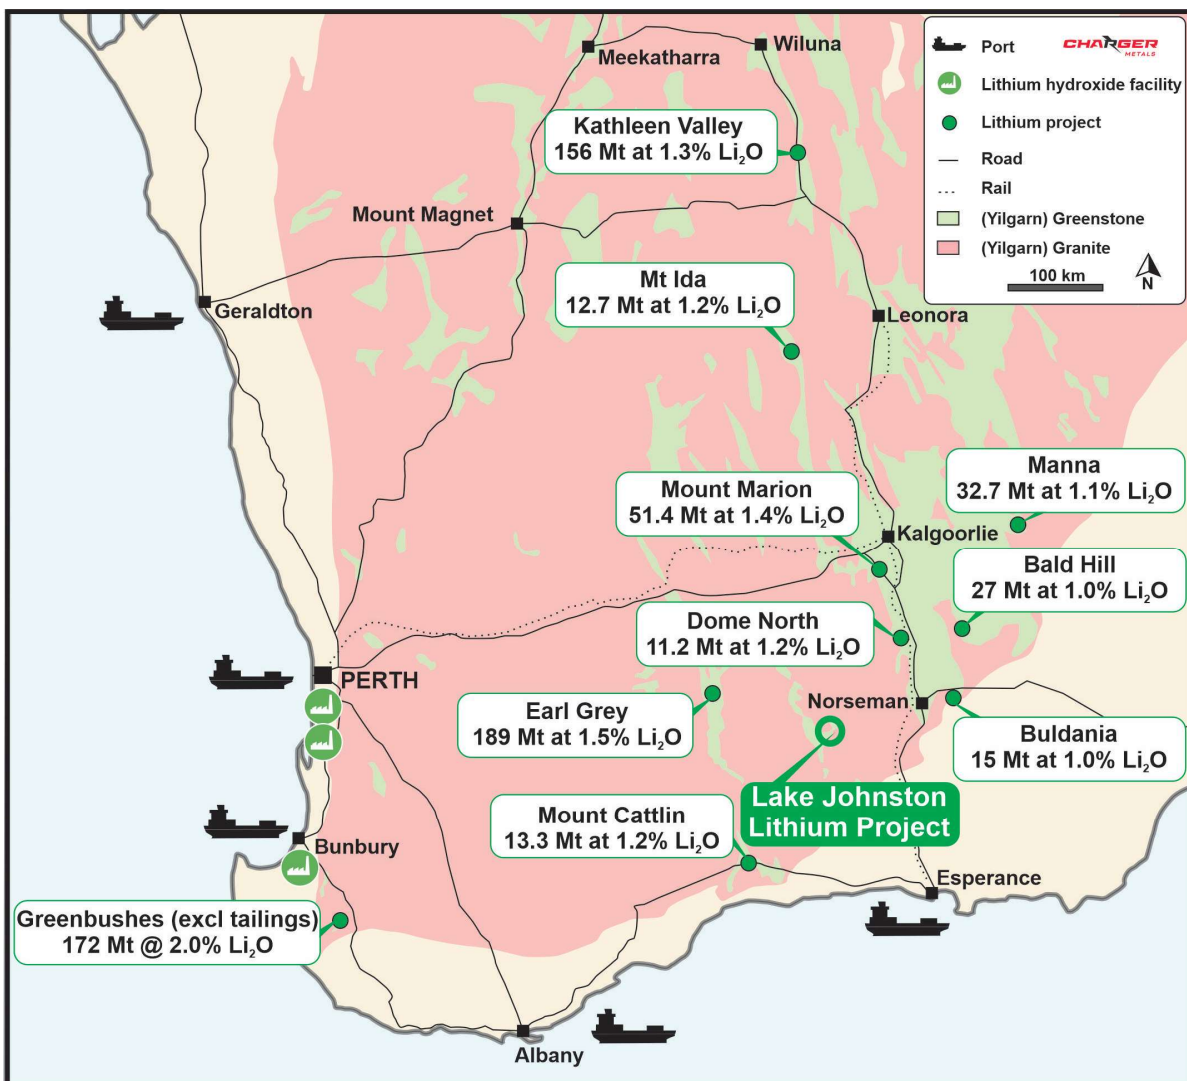 Meekatharra
Wiluna
Port
CHARGER
METALS
Lithium hydroxide facility
Lithium project
Road
Rail
(Yilgarn) Greenstone
(Yilgarn) Granite
100 km
N
Kathleen Valley
156 Mt at 1.3% Li₂O
Mount Magnet
Geraldton
Mt Ida
12.7 Mt at 1.2% Li₂O
Leonora
Mount Marion
51.4 Mt at 1.4% Li₂O
Manna
32.7 Mt at 1.1% Li₂O
Kalgoorlie
Bald Hill
27 Mt at 1.0% Li₂O
Dome North
11.2 Mt at 1.2% Li₂O
PERTH
Earl Grey
189 Mt at 1.5% Li₂O
Norseman
Buldania
15 Mt at 1.0% Li₂O
Lake Johnston
Lithium Project
Mount Cattlin
13.3 Mt at 1.2% Li₂O
Bunbury
Esperance
Greenbushes (excl tailings)
172 Mt @ 2.0% Li₂O
Albany